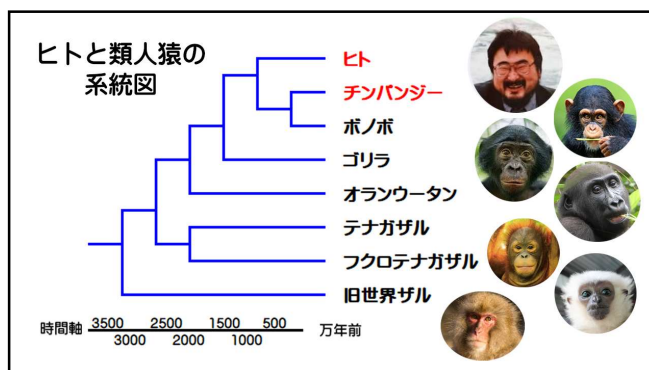 ヒトと類人猿の
系統図
ヒト
チンパンジー
ボノボ
ゴリラ
オランウータン
テナガザル
フクロテナガザル
旧世界ザル
時間軸 3500 2500 1500 500 万年前
3000 2000 1000